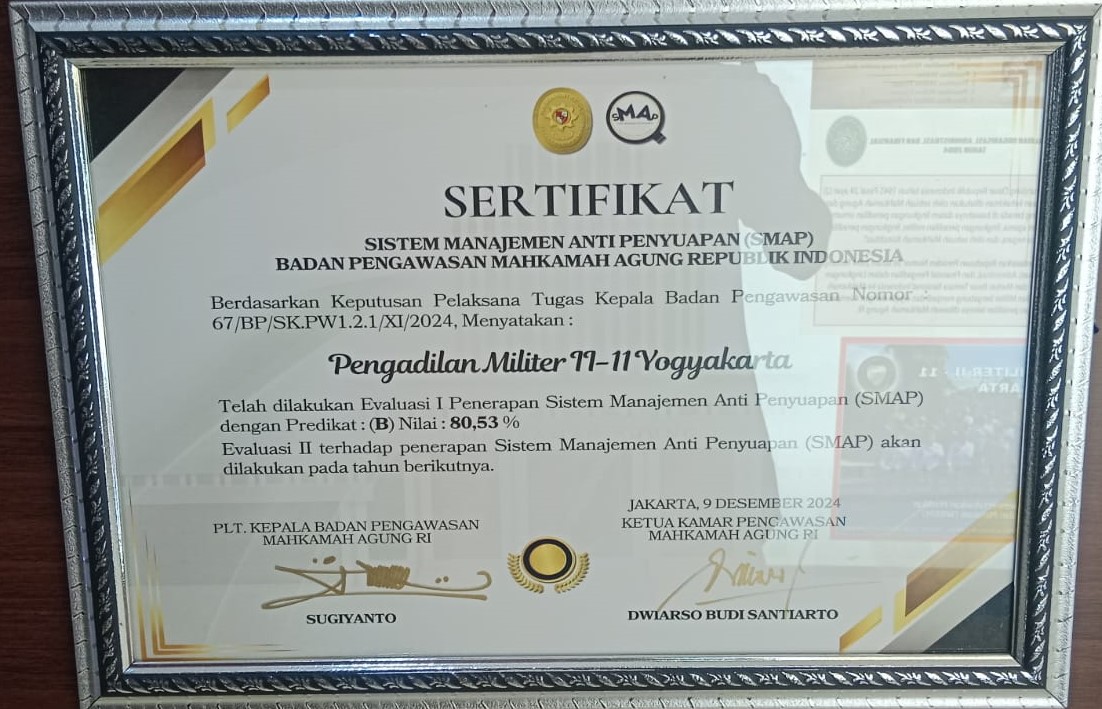 SMAP
SERTIFIKAT
SISTEM MANAJEMEN ANTI PENYUAPAN (SMAP)
BADAN PENGAWASAN MAHKAMAH AGUNG REPUBLIK INDONESIA
Berdasarkan Keputusan Pelaksana Tugas Kepala Badan Pengawasan Nomor :
67/BP/SK.PW1.2.1/XI/2024, Menyatakan :
Pengadilan Militer II-11 Yogyakarta
Telah dilakukan Evaluasi I Penerapan Sistem Manajemen Anti Penyuapan (SMAP)
dengan Predikat : (B) Nilai : 80,53 %
Evaluasi II terhadap penerapan Sistem Manajemen Anti Penyuapan (SMAP) akan
dilakukan pada tahun berikutnya.
PLT. KEPALA BADAN PENGAWASAN
MAHKAMAH AGUNG RI
SUGIYANTO
JAKARTA, 9 DESEMBER 2024
KETUA KAMAR PENGAWASAN
MAHKAMAH AGUNG RI
DWIARSO BUDI SANTIARTO